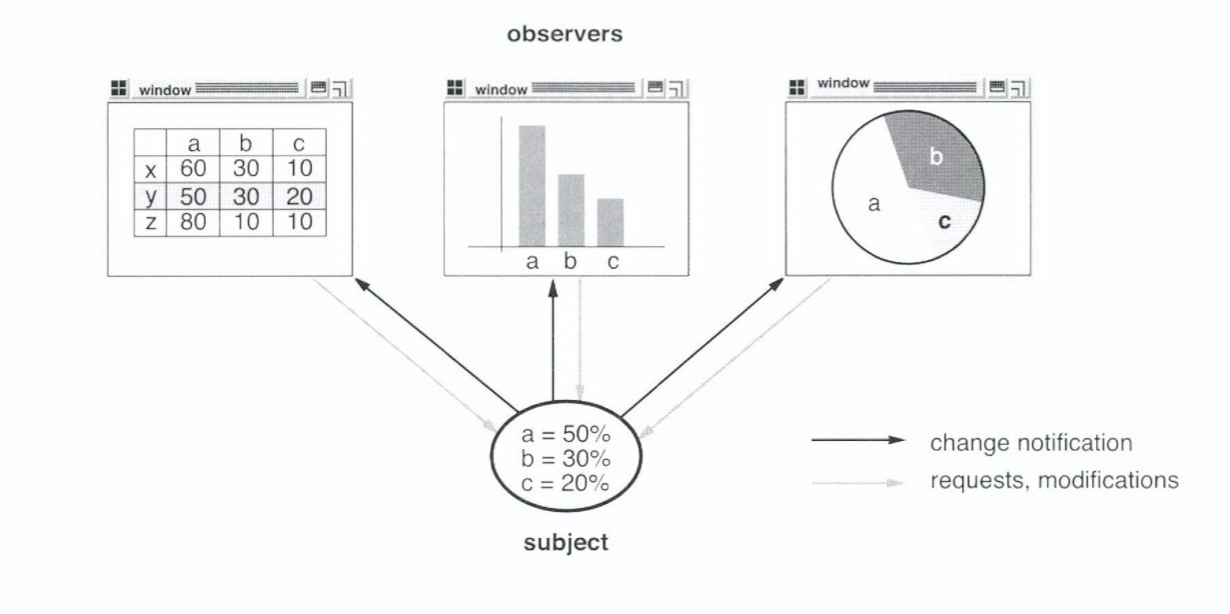 observers
window
a b c
x 60 30 10
y 50 30 20
z 80 10 10
window
a b c
window
b
a
c
a = 50%
b = 30%
c = 20%
subject
change notification
requests, modifications